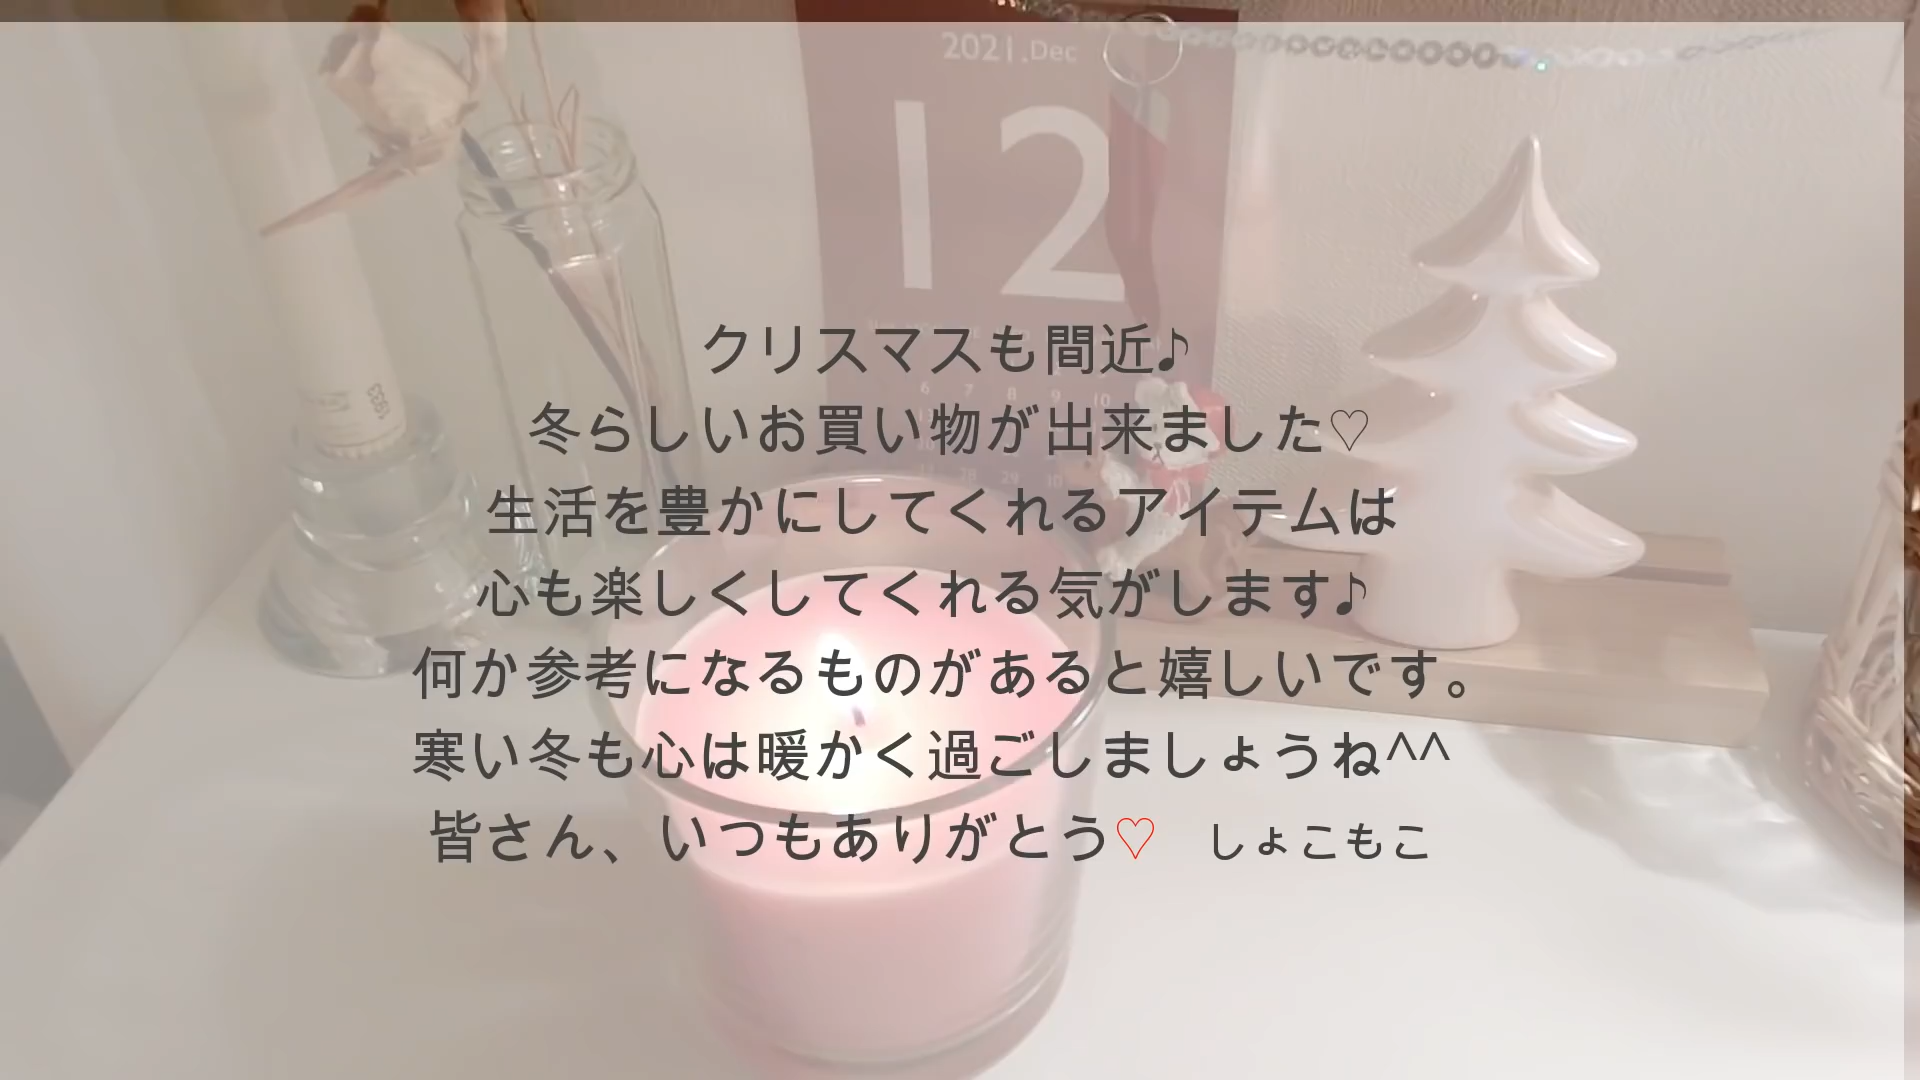 2021.Dec
12
クリスマスも間近♪
冬らしいお買い物が出来ました♡
生活を豊かにしてくれるアイテムは
心も楽しくしてくれる気がします♪
何か参考になるものがあると嬉しいです。
寒い冬も心は暖かく過ごしましょうね^^
皆さん、いつもありがとう♡ しょこもこ